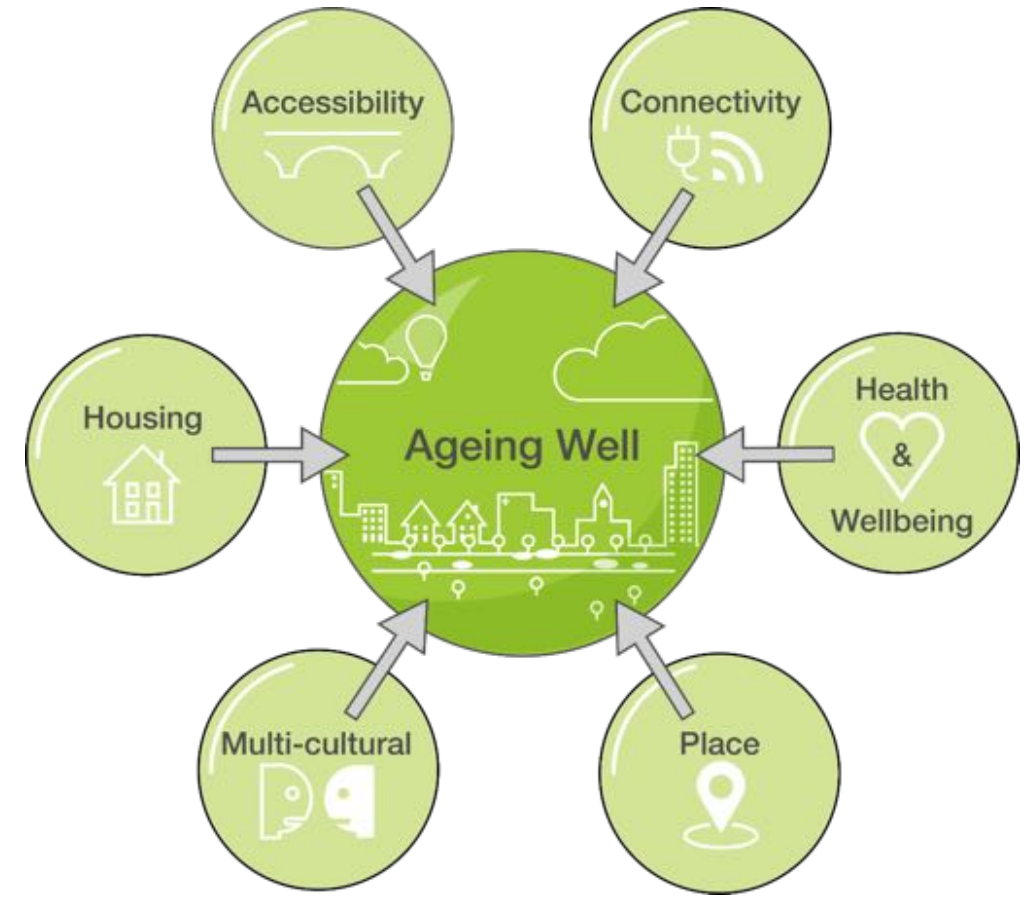 Accessibility
Connectivity
Housing
Ageing Well
Health
&
Wellbeing
Multi-cultural
Place